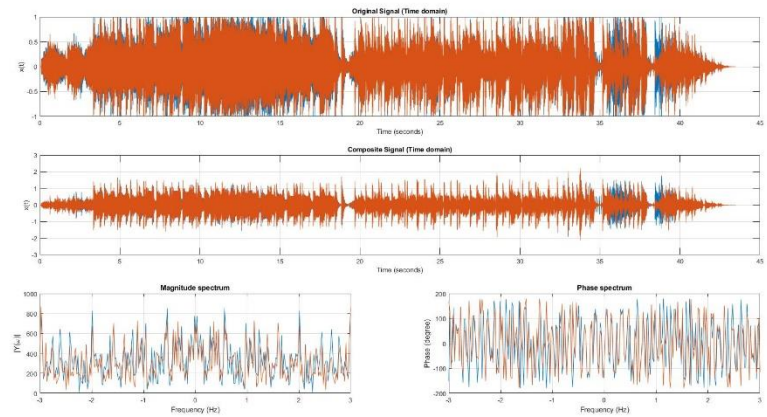 Original Signal (Time domain)
1
0.5
0
-0.5
-1
x(t)
0 5 10 15 20 25 30 35 40 45
Time (seconds)
Composite Signal (Time domain)
3
2
1
0
-1
-2
-3
x(t)
0 5 10 15 20 25 30 35 40 45
Time (seconds)
Magnitude spectrum
1000
800
600
400
200
0
-3 -2 -1 0 1 2 3
Frequency (Hz)
Phase spectrum
200
100
0
-100
-200
Phase (degree)
-3 -2 -1 0 1 2 3
Frequency (Hz)